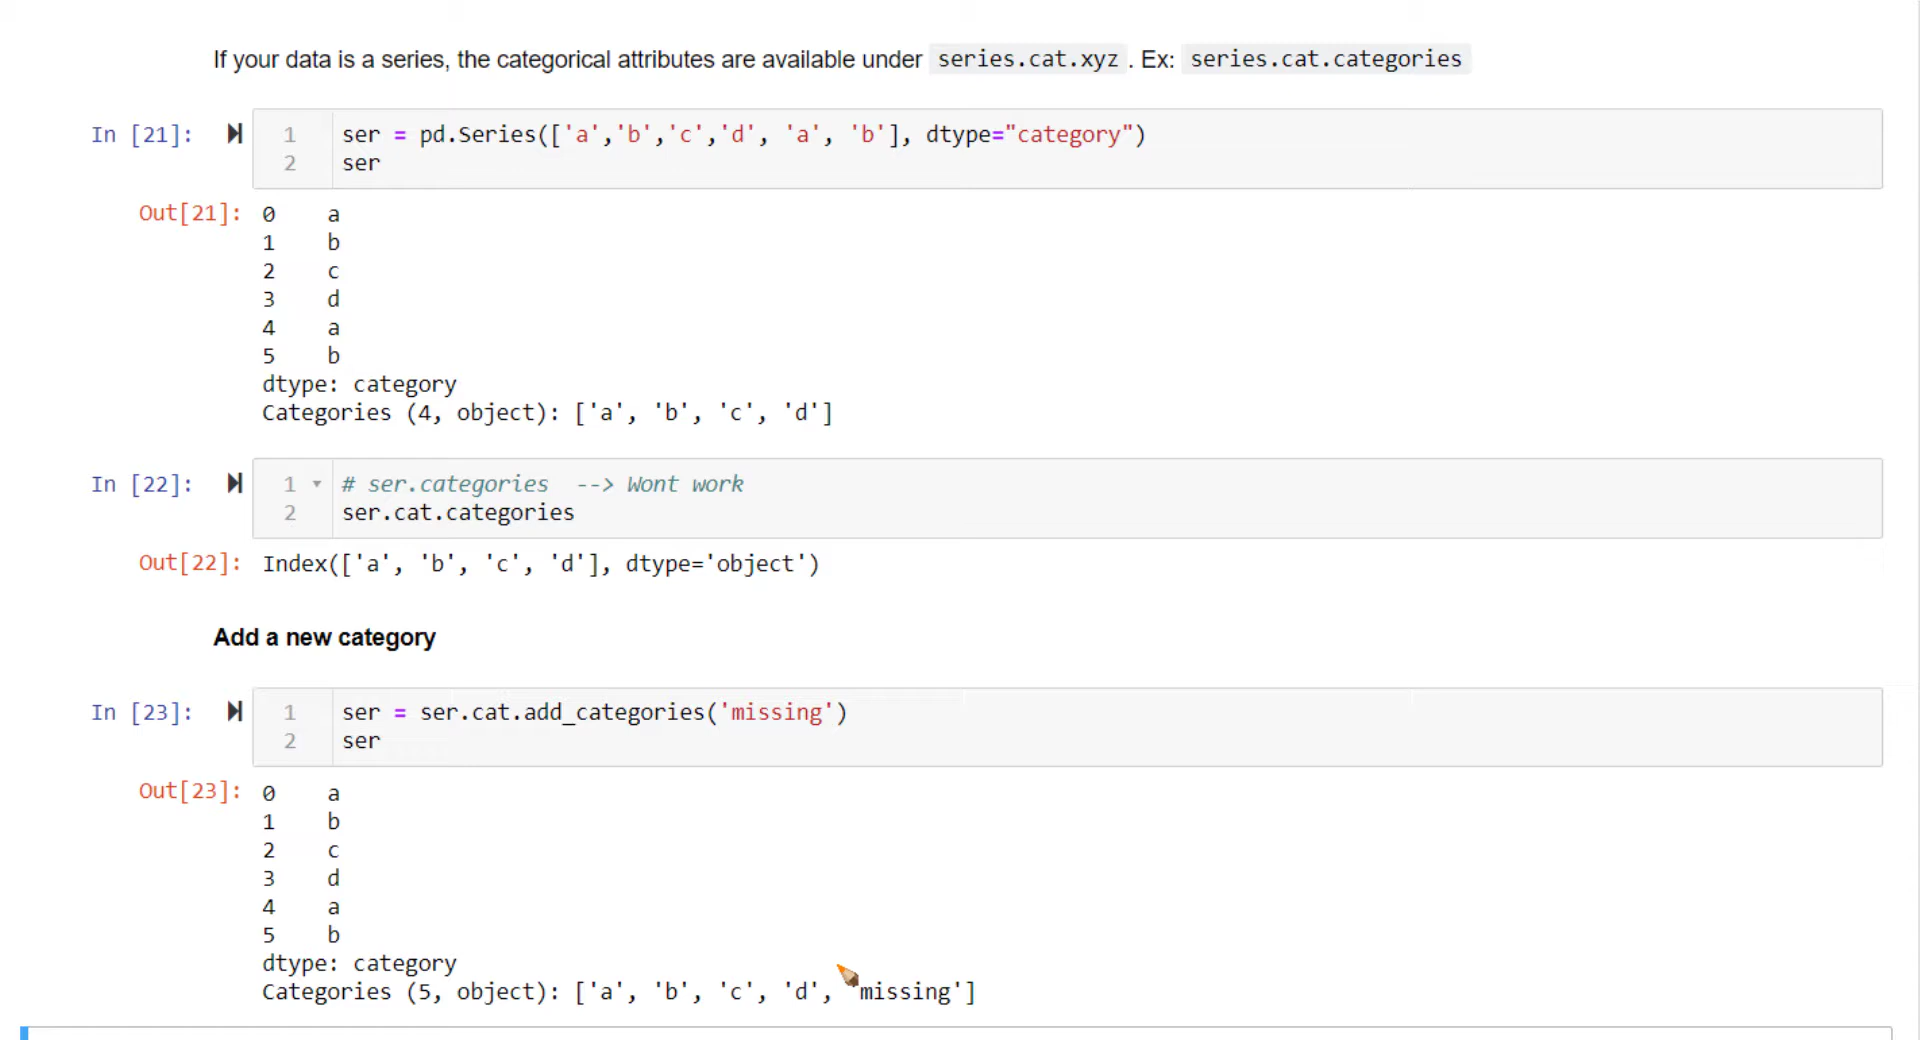 If your data is a series, the categorical attributes are available under series.cat.xyz . Ex: series.cat.categories
In [21]: 1 ser = pd.Series(['a','b','c','d', 'a', 'b'], dtype="category")
2 ser
Out[21]: 0 a
1 b
2 c
3 d
4 a
5 b
dtype: category
Categories (4, object): ['a', 'b', 'c', 'd']
In [22]: 1 # ser.categories --> Wont work
2 ser.cat.categories
Out[22]: Index(['a', 'b', 'c', 'd'], dtype='object')
Add a new category
In [23]: 1 ser = ser.cat.add_categories('missing')
2 ser
Out[23]: 0 a
1 b
2 c
3 d
4 a
5 b
dtype: category
Categories (5, object): ['a', 'b', 'c', 'd', 'missing']